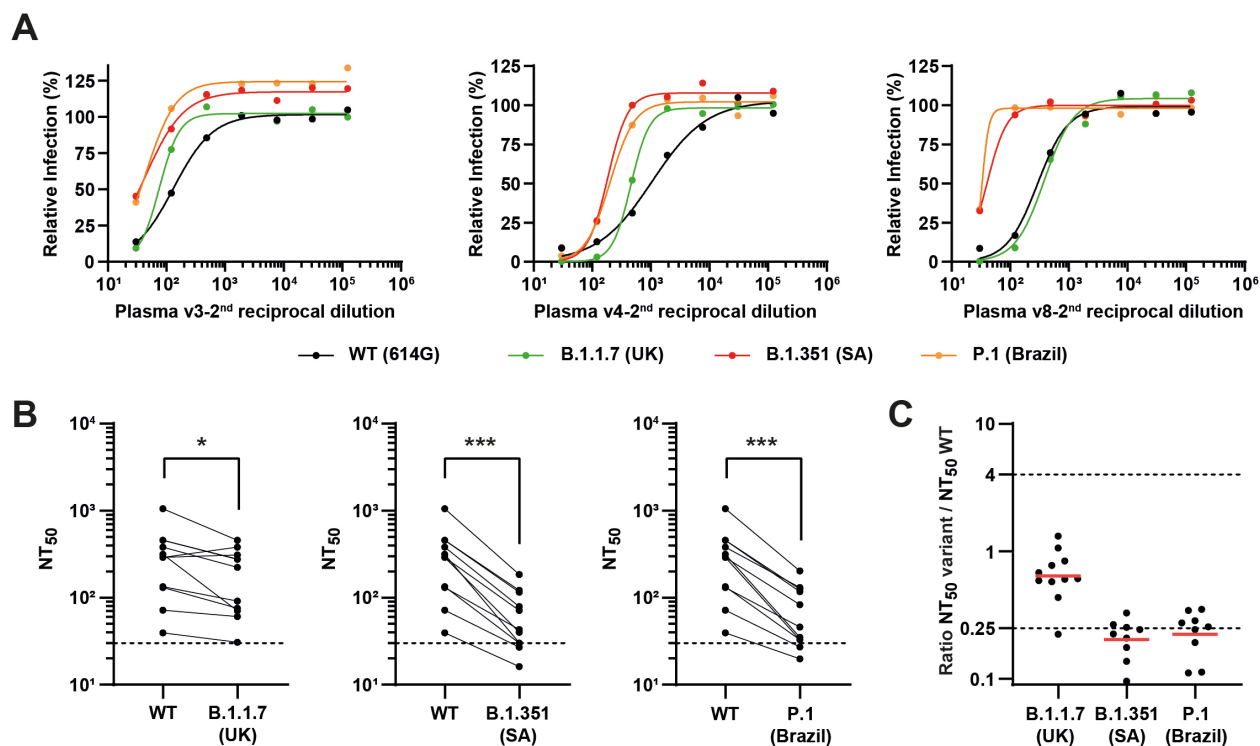 A
Relative Infection (%)
125
100
75
50
25
0
10¹ 10² 10³ 10⁴ 10⁵ 10⁶
Plasma v3-2ⁿᵈ reciprocal dilution
Relative Infection (%)
125
100
75
50
25
0
10¹ 10² 10³ 10⁴ 10⁵ 10⁶
Plasma v4-2ⁿᵈ reciprocal dilution
Relative Infection (%)
125
100
75
50
25
0
10¹ 10² 10³ 10⁴ 10⁵ 10⁶
Plasma v8-2ⁿᵈ reciprocal dilution
WT (614G) B.1.1.7 (UK) B.1.351 (SA) P.1 (Brazil)
B
NT₅₀
10⁴
10³
10²
10¹
*
WT B.1.1.7
(UK)
NT₅₀
10⁴
10³
10²
10¹
***
WT B.1.351
(SA)
NT₅₀
10⁴
10³
10²
10¹
***
WT P.1
(Brazil)
C
Ratio NT₅₀ variant / NT₅₀ WT
10
4
1
0.25
0.1
B.1.1.7 B.1.351 P.1
(UK) (SA) (Brazil)